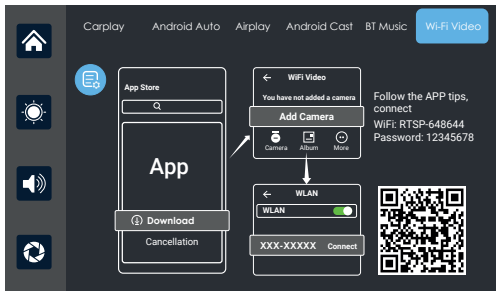 Carplay Android Auto Airplay Android Cast BT Music Wi-Fi Video
App Store
App
Download
Cancellation
WiFi Video
You have not added a camera
Add Camera
Camera Album More
WLAN
WLAN
XXX-XXXXX Connect
Follow the APP tips,
connect
WiFi: RTSP-648644
Password: 12345678